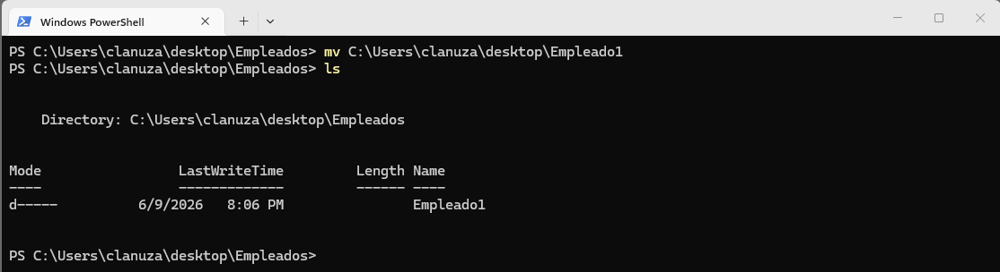 Windows PowerShell
PS C:\Users\clanuza\desktop\Empleados> mv C:\Users\clanuza\desktop\Empleado1
PS C:\Users\clanuza\desktop\Empleados> ls
    Directory: C:\Users\clanuza\desktop\Empleados
Mode                 LastWriteTime         Length Name
----                 -------------         ------ ----
d-----          6/9/2026   8:06 PM                Empleado1
PS C:\Users\clanuza\desktop\Empleados>